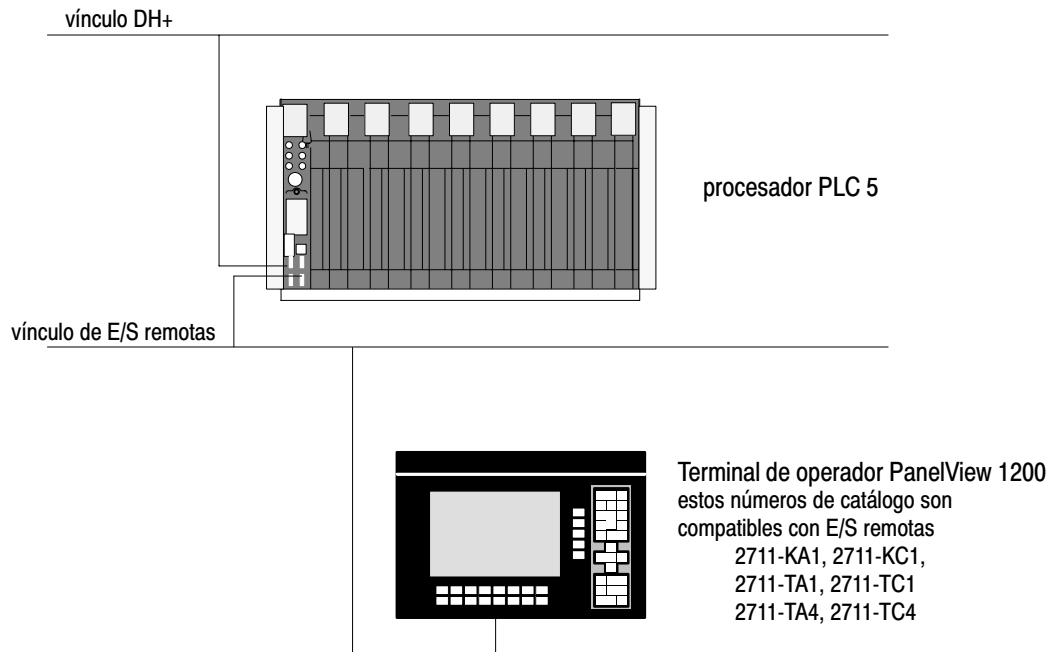 vínculo DH+
procesador PLC 5
vínculo de E/S remotas
Terminal de operador PanelView 1200
estos números de catálogo son
compatibles con E/S remotas
2711-KA1, 2711-KC1,
2711-TA1, 2711-TC1
2711-TA4, 2711-TC4